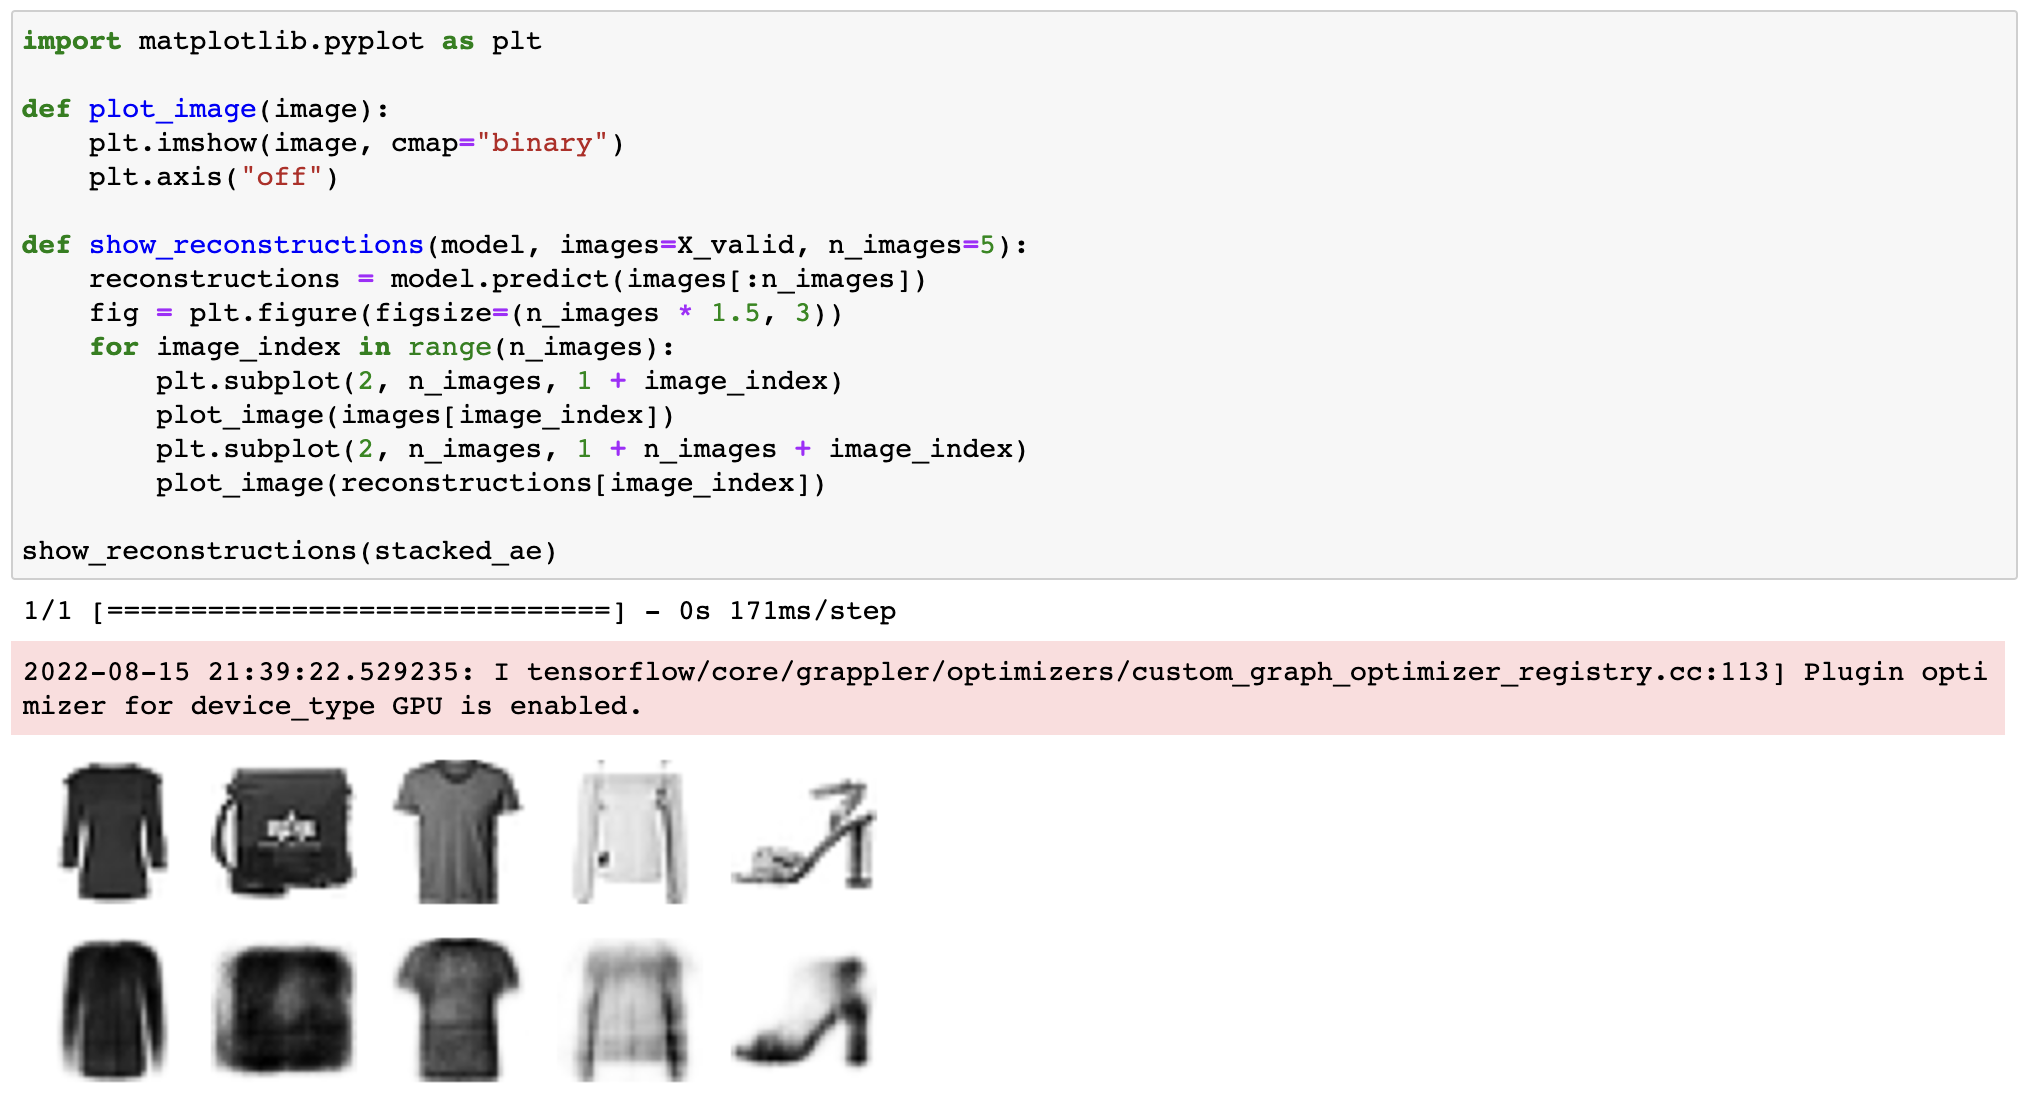 import matplotlib.pyplot as plt

def plot_image(image):
    plt.imshow(image, cmap="binary")
    plt.axis("off")

def show_reconstructions(model, images=X_valid, n_images=5):
    reconstructions = model.predict(images[:n_images])
    fig = plt.figure(figsize=(n_images * 1.5, 3))
    for image_index in range(n_images):
        plt.subplot(2, n_images, 1 + image_index)
        plot_image(images[image_index])
        plt.subplot(2, n_images, 1 + n_images + image_index)
        plot_image(reconstructions[image_index])

show_reconstructions(stacked_ae)
1/1 [==============================] - 0s 171ms/step
2022-08-15 21:39:22.529235: I tensorflow/core/grappler/optimizers/custom_graph_optimizer_registry.cc:113] Plugin opti
mizer for device_type GPU is enabled.